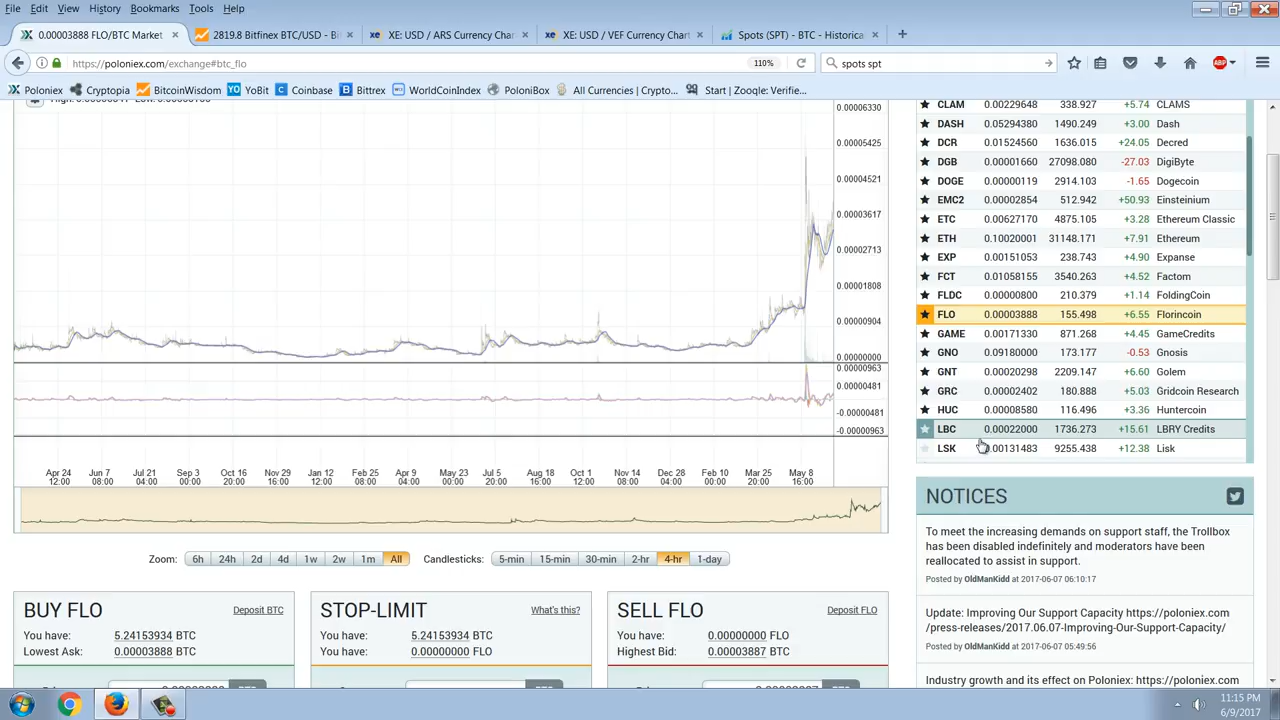 File Edit View History Bookmarks Tools Help
0.00003888 FLO/BTC Market
2819.8 Bitfinex BTC/USD - Bi
XE: USD / ARS Currency Char
XE: USD / VEF Currency Chart
Spots (SPT) - BTC - Historica
https://poloniex.com/exchange#btc_flo
110%
spots spt
ABP
Poloniex Cryptopia BitcoinWisdom YoBit Coinbase Bittrex WorldCoinIndex PoloniBox All Currencies | Crypto... Start | Zooqle: Verifie...
0.00006330
0.00005425
0.00004521
0.00003617
0.00002713
0.00001808
0.00000904
0.00000000
0.00000963
0.00000481
-0.00000481
-0.00000963
Apr 24 Jun 7 Jul 21 Sep 3 Oct 16 Nov 29 Jan 12 Feb 25 Apr 9 May 23 Jul 5 Aug 18 Oct 1 Nov 14 Dec 28 Feb 10 Mar 25 May 8
12:00 08:00 04:00 00:00 20:00 16:00 12:00 08:00 04:00 00:00 20:00 16:00 12:00 08:00 04:00 00:00 20:00 16:00
Zoom: 6h 24h 2d 4d 1w 2w 1m All Candlesticks: 5-min 15-min 30-min 2-hr 4-hr 1-day
BUY FLO
Deposit BTC
You have: 5.24153934 BTC
Lowest Ask: 0.00003888 BTC
STOP-LIMIT
What's this?
You have: 5.24153934 BTC
You have: 0.00000000 FLO
SELL FLO
Deposit FLO
You have: 0.00000000 FLO
Highest Bid: 0.00003887 BTC
CLAM 0.00229648 338.927 +5.74 CLAMS
DASH 0.05294380 1490.249 +3.00 Dash
DCR 0.01524560 1636.015 +24.05 Decred
DGB 0.00001660 27098.080 -27.03 DigiByte
DOGE 0.00000119 2914.103 -1.65 Dogecoin
EMC2 0.00002854 512.942 +50.93 Einsteinium
ETC 0.00627170 4875.105 +3.28 Ethereum Classic
ETH 0.10020001 31148.171 +7.91 Ethereum
EXP 0.00151053 238.743 +4.90 Expanse
FCT 0.01058155 3540.263 +4.52 Factom
FLDC 0.00000800 210.379 +1.14 FoldingCoin
FLO 0.00003888 155.498 +6.55 Florincoin
GAME 0.00171330 871.268 +4.45 GameCredits
GNO 0.09180000 173.177 -0.53 Gnosis
GNT 0.00020298 2209.147 +6.60 Golem
GRC 0.00002402 180.888 +5.03 Gridcoin Research
HUC 0.00008580 116.496 +3.36 Huntercoin
LBC 0.00022000 1736.273 +15.61 LBRY Credits
LSK 0.00131483 9255.438 +12.38 Lisk
NOTICES
To meet the increasing demands on support staff, the Trollbox
has been disabled indefinitely and moderators have been
reallocated to assist in support.
Posted by OldManKidd at 2017-06-07 06:10:17
Update: Improving Our Support Capacity https://poloniex.com
/press-releases/2017.06.07-Improving-Our-Support-Capacity/
Posted by OldManKidd at 2017-06-07 05:49:56
Industry growth and its effect on Poloniex: https://poloniex.com
11:15 PM
6/9/2017